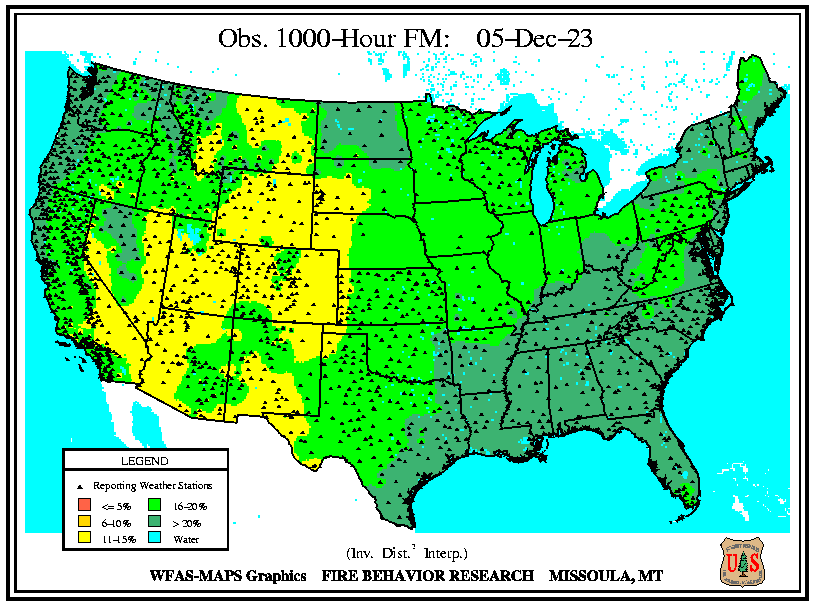 Obs. 1000-Hour FM: 05-Dec-23
LEGEND
Reporting Weather Stations
<= 5% 16-20%
6-10% > 20%
11-15% Water
(Inv. Dist.² Interp.)
WFAS-MAPS Graphics FIRE BEHAVIOR RESEARCH MISSOULA, MT
U S